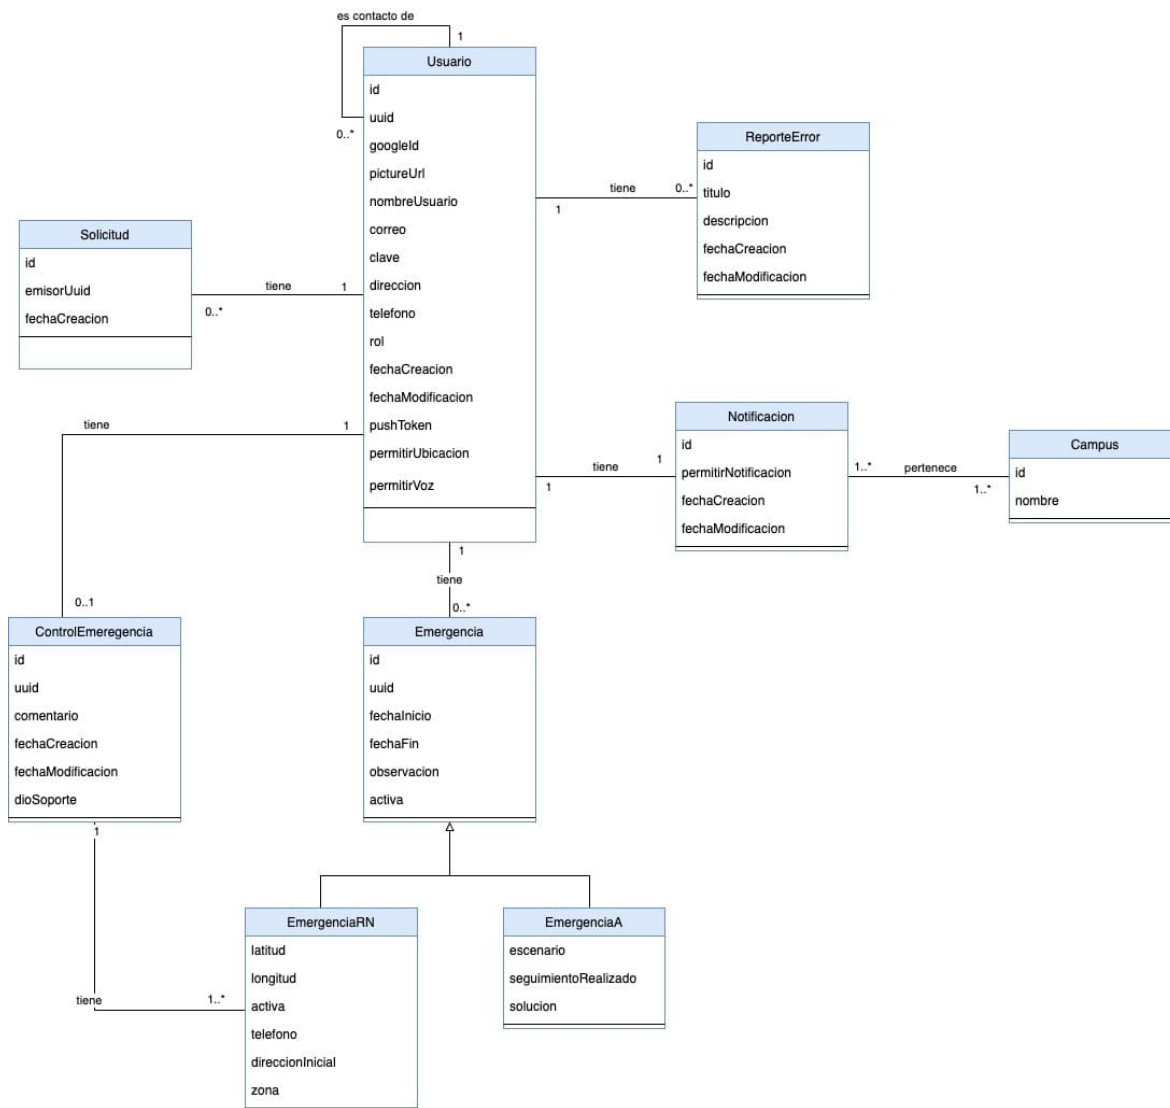 es contacto de
1
Usuario
id
uuid
googleId
pictureUrl
nombreUsuario
correo
clave
direccion
telefono
rol
fechaCreacion
fechaModificacion
pushToken
permitirUbicacion
permitirVoz
0..*
ReporteError
id
titulo
descripcion
fechaCreacion
fechaModificacion
tiene
0..*
1
Solicitud
id
emisorUuid
fechaCreacion
tiene
1
0..*
tiene
1
Notificacion
id
permitirNotificacion
fechaCreacion
fechaModificacion
1
tiene
1
1..*
pertenece
1..*
Campus
id
nombre
1
tiene
0..*
0..1
ControlEmeregencia
id
uuid
comentario
fechaCreacion
fechaModificacion
dioSoporte
1
Emergencia
id
uuid
fechaInicio
fechaFin
observacion
activa
tiene
1..*
EmergenciaRN
latitud
longitud
activa
telefono
direccionInicial
zona
EmergenciaA
escenario
seguimientoRealizado
solucion